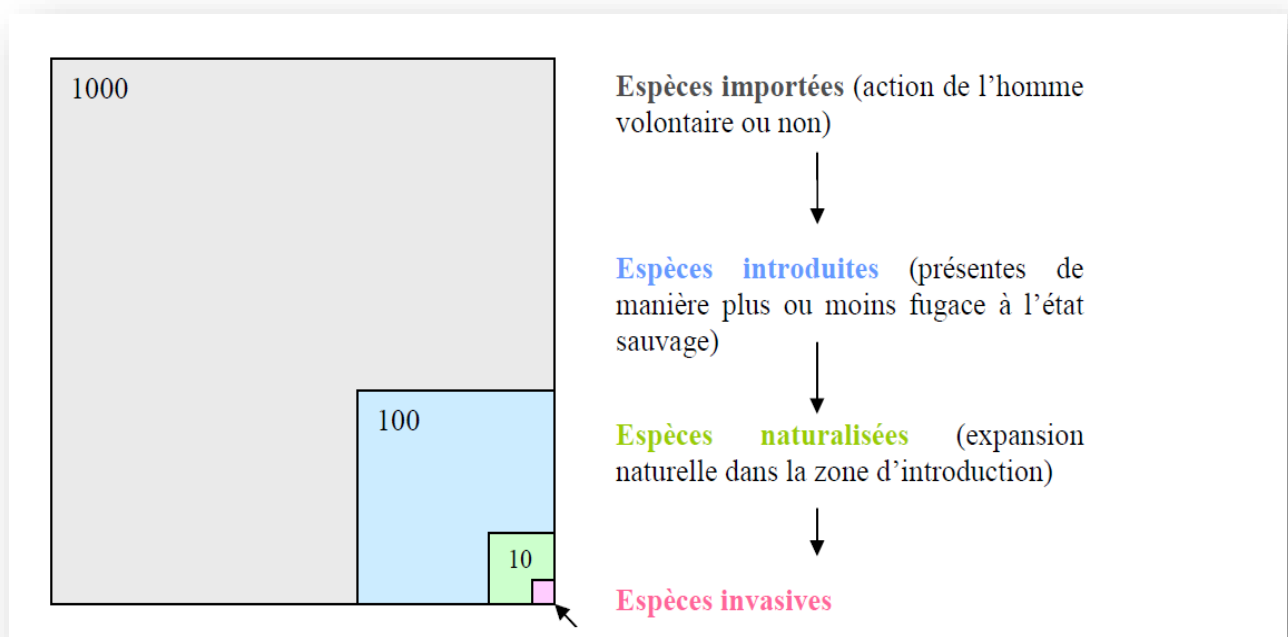 1000
Espèces importées (action de l’homme
volontaire ou non)
Espèces introduites (présentes de
manière plus ou moins fugace à l’état
sauvage)
100
Espèces naturalisées (expansion
naturelle dans la zone d’introduction)
10
Espèces invasives